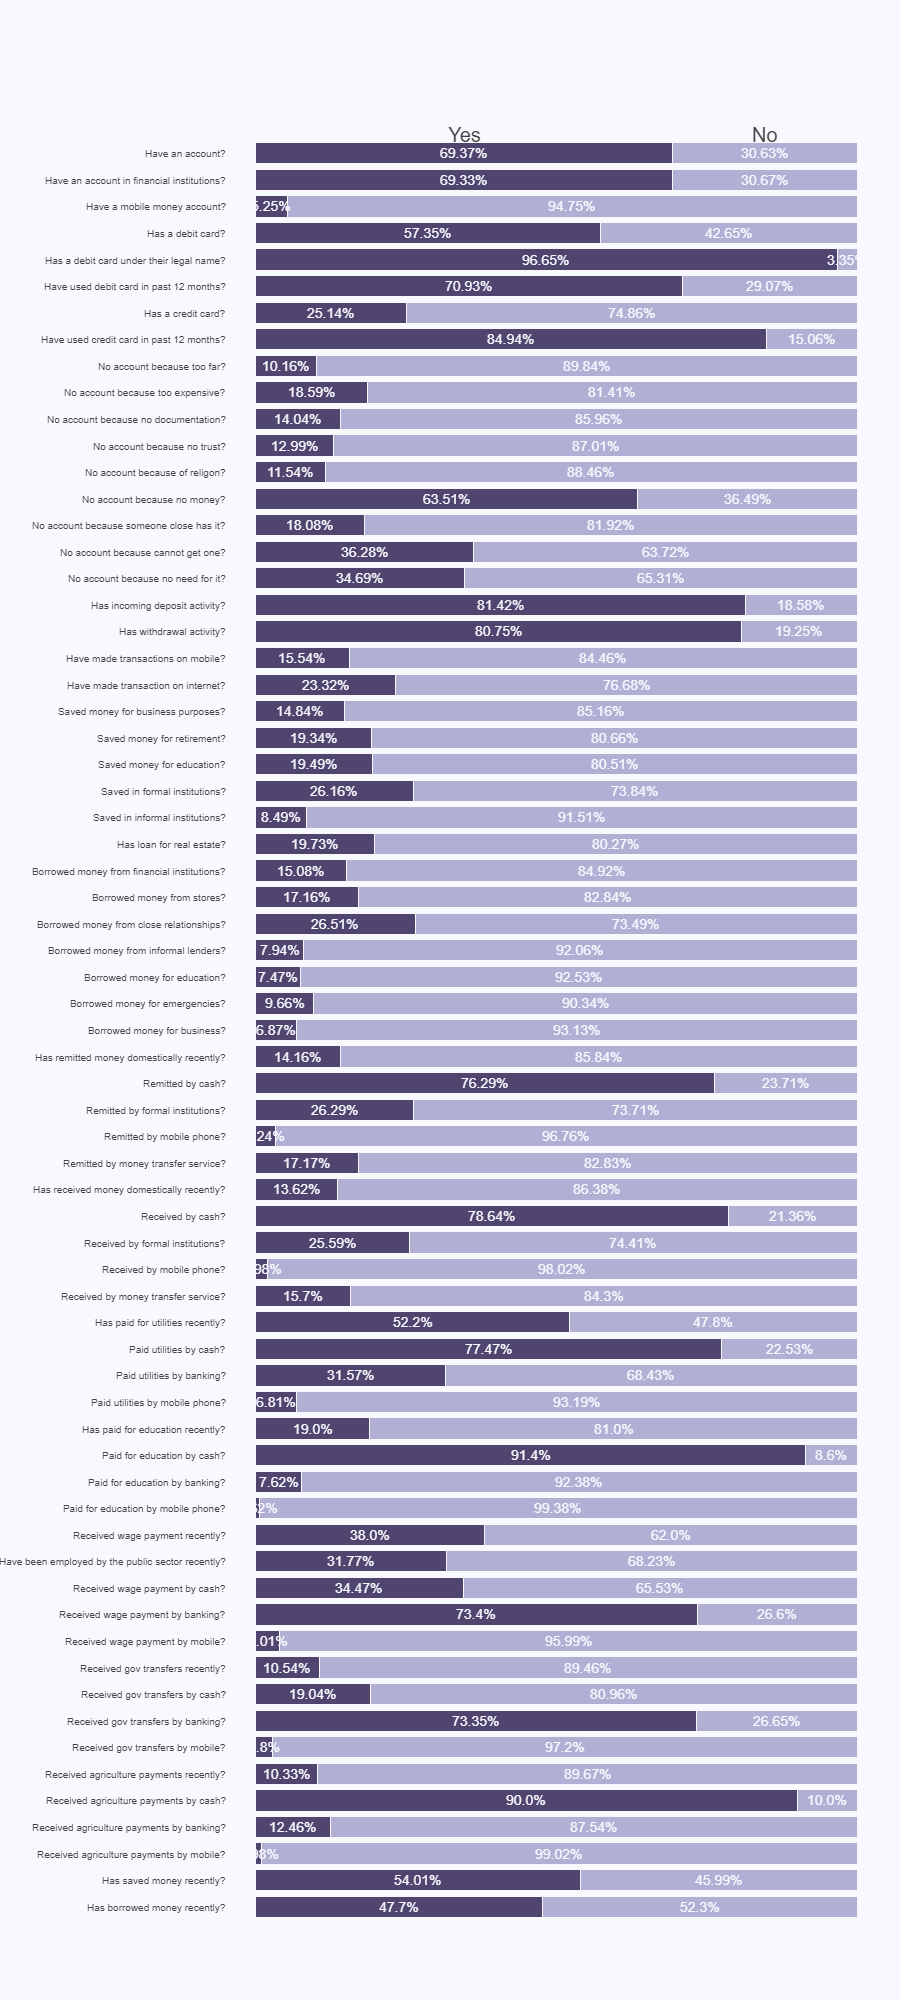 Yes No
Have an account? 69.37% 30.63%
Have an account in financial institutions? 69.33% 30.67%
Have a mobile money account? 5.25% 94.75%
Has a debit card? 57.35% 42.65%
Has a debit card under their legal name? 96.65% 3.35%
Have used debit card in past 12 months? 70.93% 29.07%
Has a credit card? 25.14% 74.86%
Have used credit card in past 12 months? 84.94% 15.06%
No account because too far? 10.16% 89.84%
No account because too expensive? 18.59% 81.41%
No account because no documentation? 14.04% 85.96%
No account because no trust? 12.99% 87.01%
No account because of religon? 11.54% 88.46%
No account because no money? 63.51% 36.49%
No account because someone close has it? 18.08% 81.92%
No account because cannot get one? 36.28% 63.72%
No account because no need for it? 34.69% 65.31%
Has incoming deposit activity? 81.42% 18.58%
Has withdrawal activity? 80.75% 19.25%
Have made transactions on mobile? 15.54% 84.46%
Have made transaction on internet? 23.32% 76.68%
Saved money for business purposes? 14.84% 85.16%
Saved money for retirement? 19.34% 80.66%
Saved money for education? 19.49% 80.51%
Saved in formal institutions? 26.16% 73.84%
Saved in informal institutions? 8.49% 91.51%
Has loan for real estate? 19.73% 80.27%
Borrowed money from financial institutions? 15.08% 84.92%
Borrowed money from stores? 17.16% 82.84%
Borrowed money from close relationships? 26.51% 73.49%
Borrowed money from informal lenders? 7.94% 92.06%
Borrowed money for education? 7.47% 92.53%
Borrowed money for emergencies? 9.66% 90.34%
Borrowed money for business? 6.87% 93.13%
Has remitted money domestically recently? 14.16% 85.84%
Remitted by cash? 76.29% 23.71%
Remitted by formal institutions? 26.29% 73.71%
Remitted by mobile phone? 24% 96.76%
Remitted by money transfer service? 17.17% 82.83%
Has received money domestically recently? 13.62% 86.38%
Received by cash? 78.64% 21.36%
Received by formal institutions? 25.59% 74.41%
Received by mobile phone? 98% 98.02%
Received by money transfer service? 15.7% 84.3%
Has paid for utilities recently? 52.2% 47.8%
Paid utilities by cash? 77.47% 22.53%
Paid utilities by banking? 31.57% 68.43%
Paid utilities by mobile phone? 6.81% 93.19%
Has paid for education recently? 19.0% 81.0%
Paid for education by cash? 91.4% 8.6%
Paid for education by banking? 7.62% 92.38%
Paid for education by mobile phone? 2% 99.38%
Received wage payment recently? 38.0% 62.0%
Have been employed by the public sector recently? 31.77% 68.23%
Received wage payment by cash? 34.47% 65.53%
Received wage payment by banking? 73.4% 26.6%
Received wage payment by mobile? .01% 95.99%
Received gov transfers recently? 10.54% 89.46%
Received gov transfers by cash? 19.04% 80.96%
Received gov transfers by banking? 73.35% 26.65%
Received gov transfers by mobile? .8% 97.2%
Received agriculture payments recently? 10.33% 89.67%
Received agriculture payments by cash? 90.0% 10.0%
Received agriculture payments by banking? 12.46% 87.54%
Received agriculture payments by mobile? 8% 99.02%
Has saved money recently? 54.01% 45.99%
Has borrowed money recently? 47.7% 52.3%